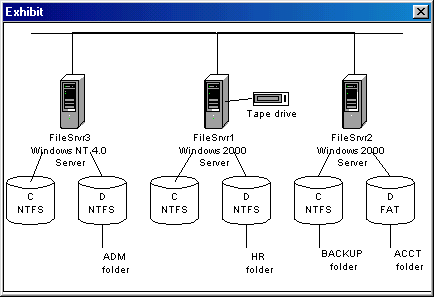 Exhibit
Tape drive
FileSrvr3
Windows NT 4.0
Server
FileSrvr1
Windows 2000
Server
FileSrvr2
Windows 2000
Server
C
NTFS
D
NTFS
C
NTFS
D
NTFS
C
NTFS
D
FAT
ADM
folder
HR
folder
BACKUP
folder
ACCT
folder